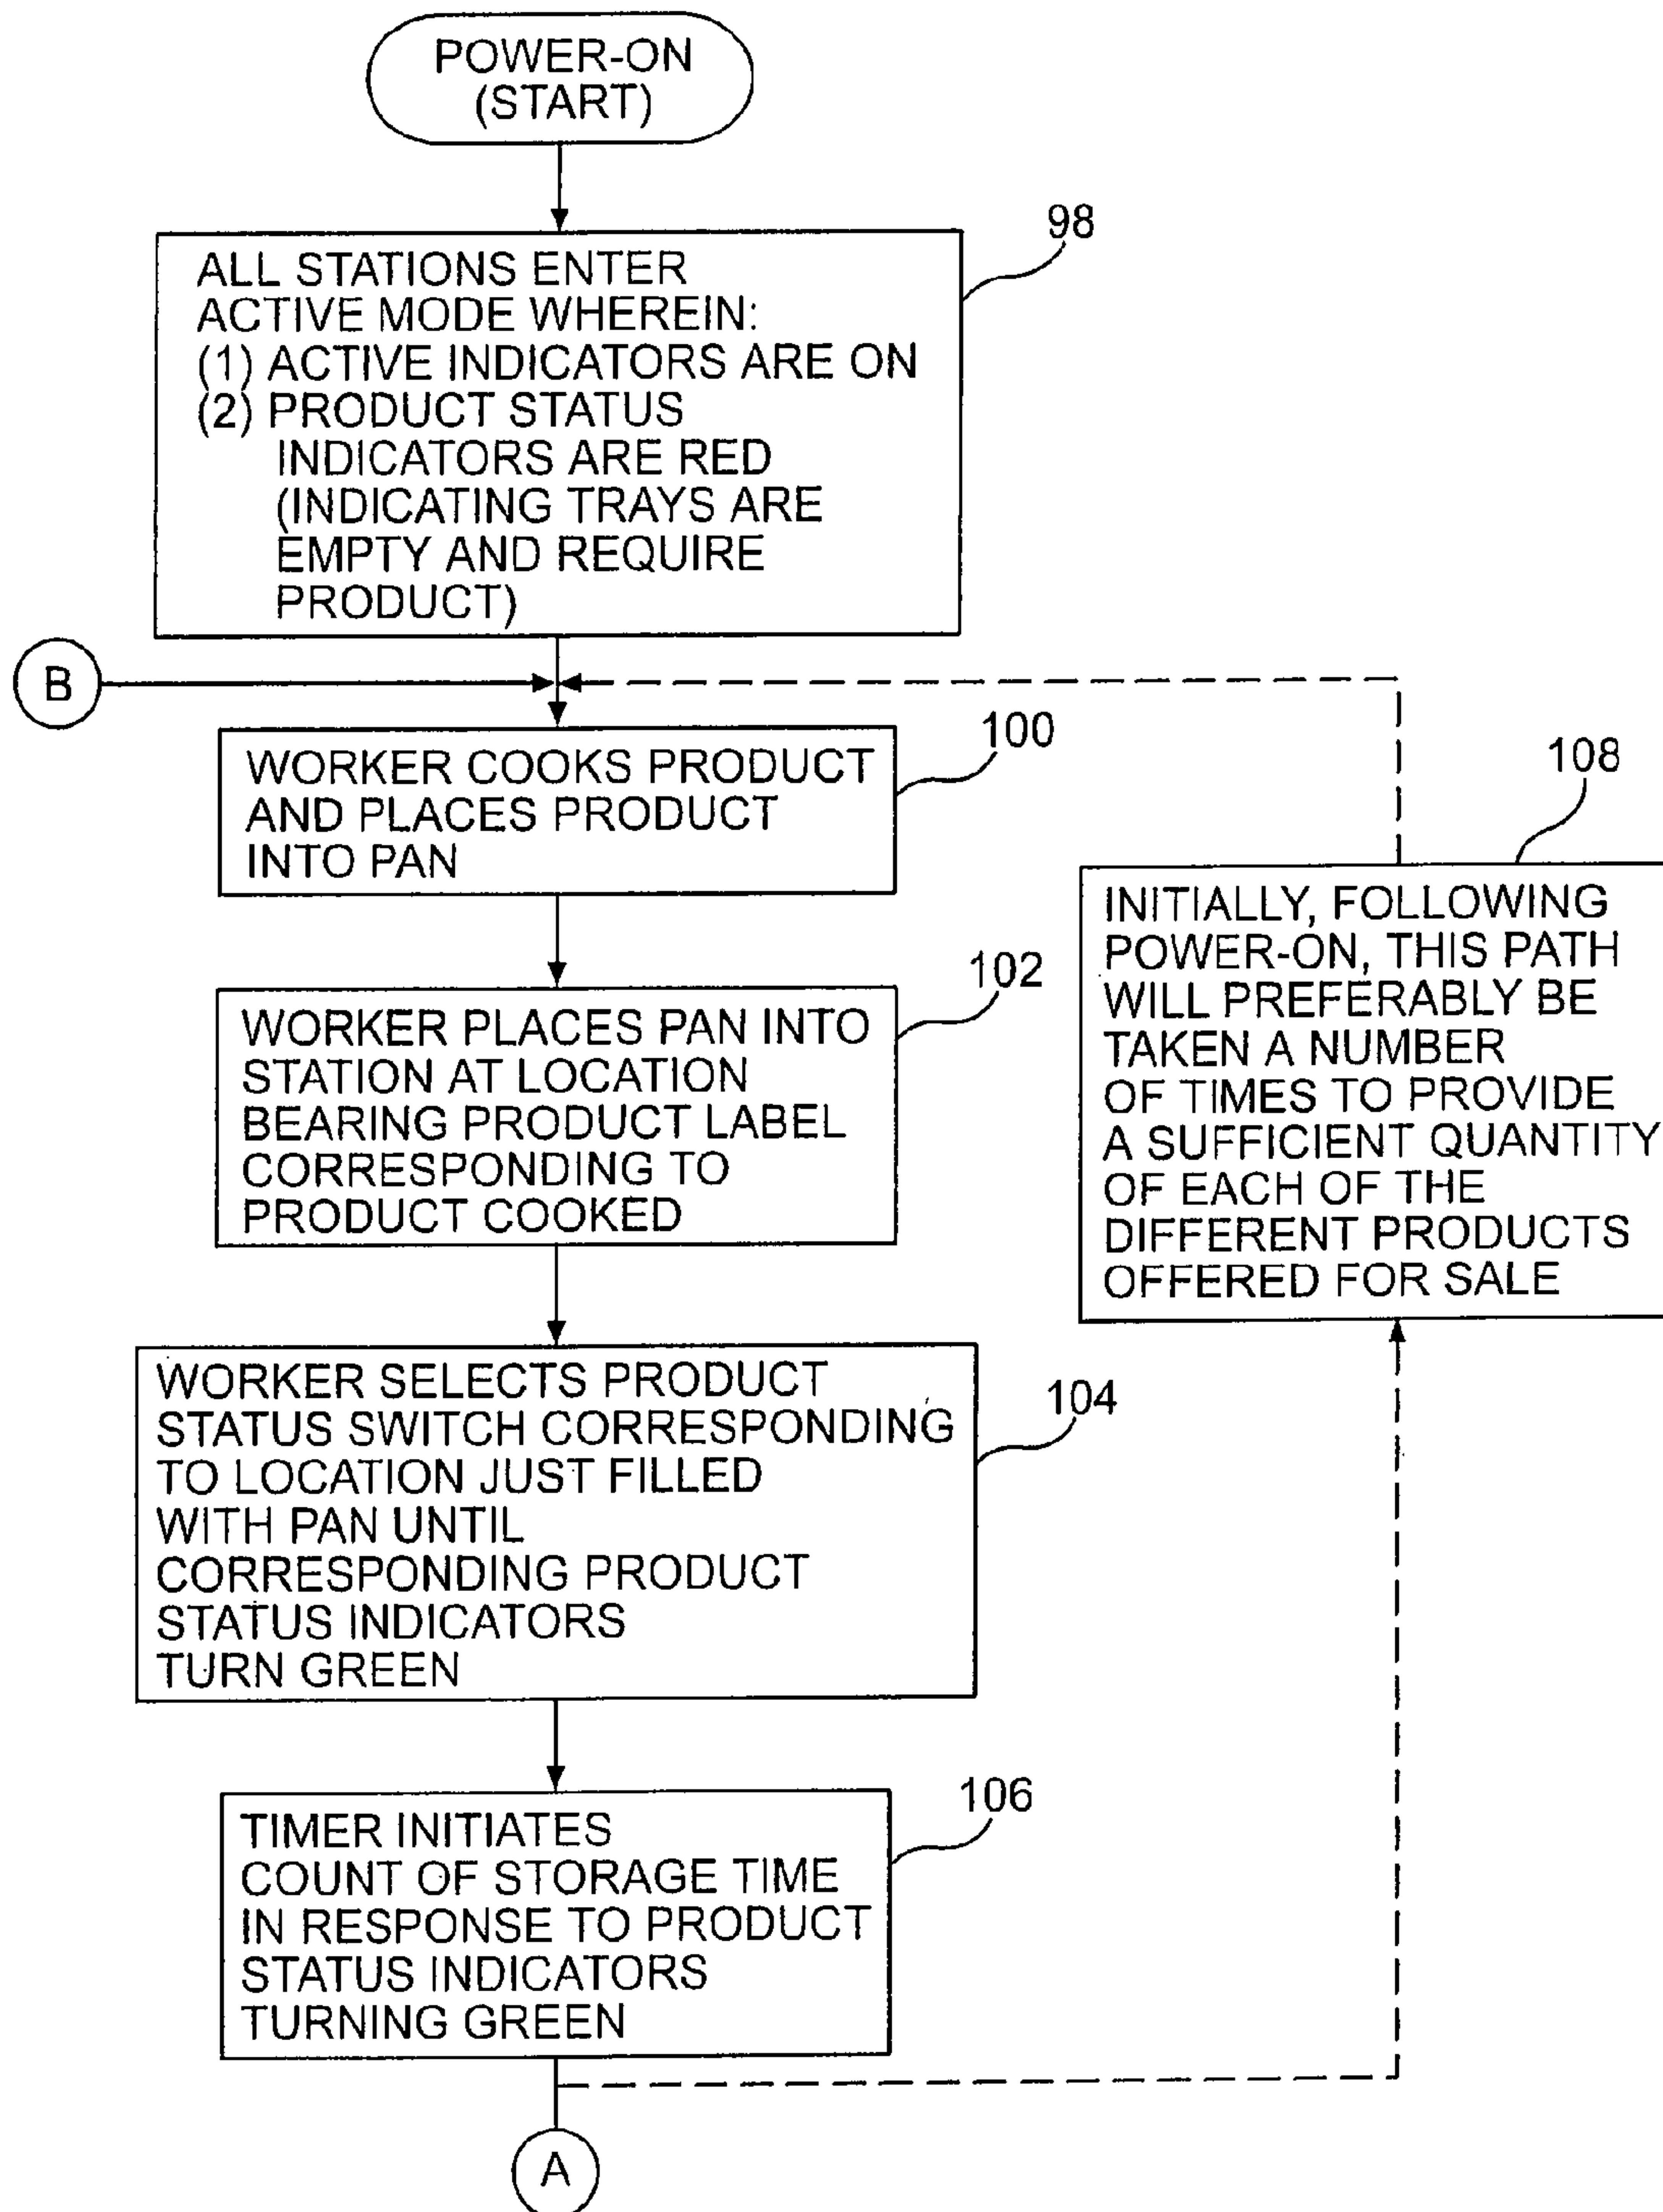 POWER-ON
(START)
98
ALL STATIONS ENTER
ACTIVE MODE WHEREIN:
(1) ACTIVE INDICATORS ARE ON
(2) PRODUCT STATUS
INDICATORS ARE RED
(INDICATING TRAYS ARE
EMPTY AND REQUIRE
PRODUCT)
B
100
WORKER COOKS PRODUCT
AND PLACES PRODUCT
INTO PAN
102
WORKER PLACES PAN INTO
STATION AT LOCATION
BEARING PRODUCT LABEL
CORRESPONDING TO
PRODUCT COOKED
104
WORKER SELECTS PRODUCT
STATUS SWITCH CORRESPONDING
TO LOCATION JUST FILLED
WITH PAN UNTIL
CORRESPONDING PRODUCT
STATUS INDICATORS
TURN GREEN
106
TIMER INITIATES
COUNT OF STORAGE TIME
IN RESPONSE TO PRODUCT
STATUS INDICATORS
TURNING GREEN
A
108
INITIALLY, FOLLOWING
POWER-ON, THIS PATH
WILL PREFERABLY BE
TAKEN A NUMBER
OF TIMES TO PROVIDE
A SUFFICIENT QUANTITY
OF EACH OF THE
DIFFERENT PRODUCTS
OFFERED FOR SALE